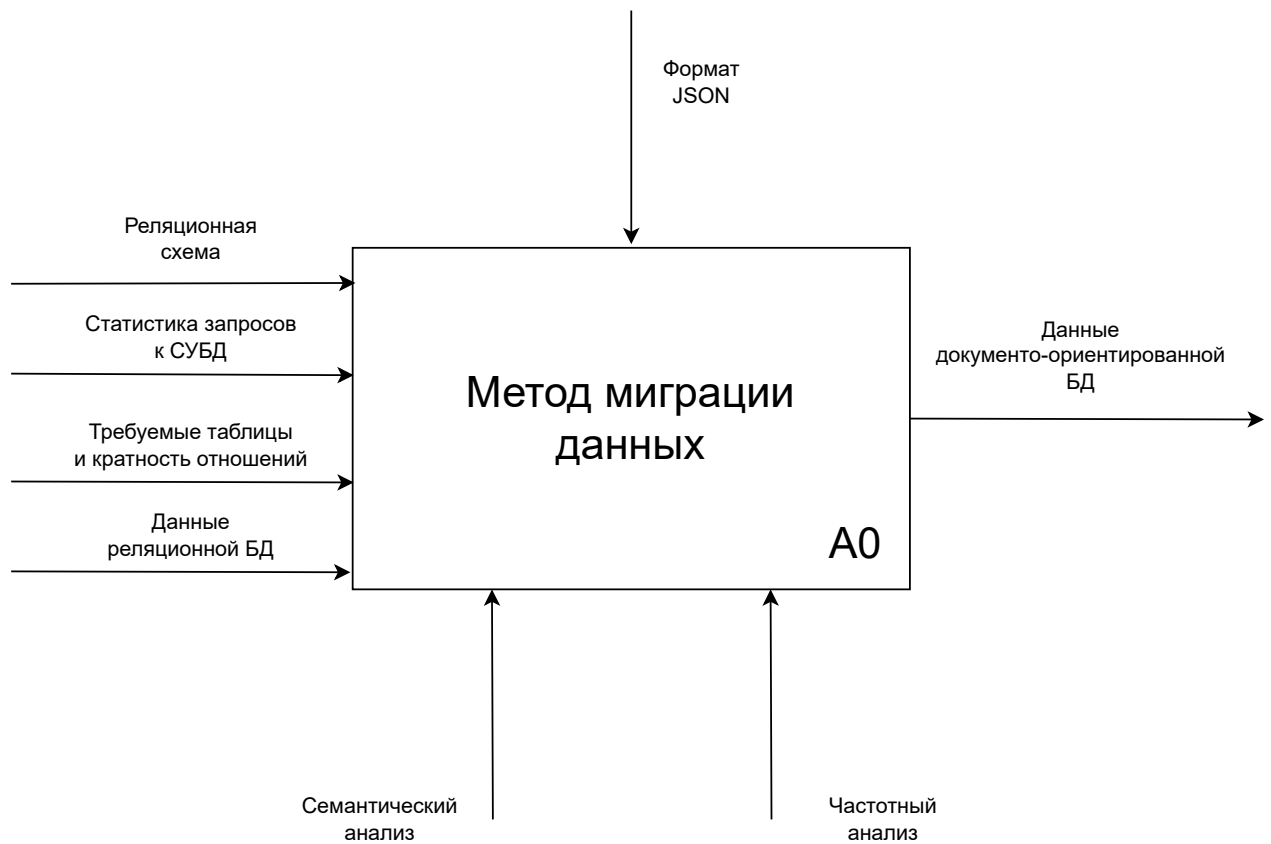 Формат
JSON
Реляционная
схема
Статистика запросов
к СУБД
Требуемые таблицы
и кратность отношений
Данные
реляционной БД
Метод миграции
данных
A0
Данные
документо-ориентированной
БД
Семантический
анализ
Частотный
анализ